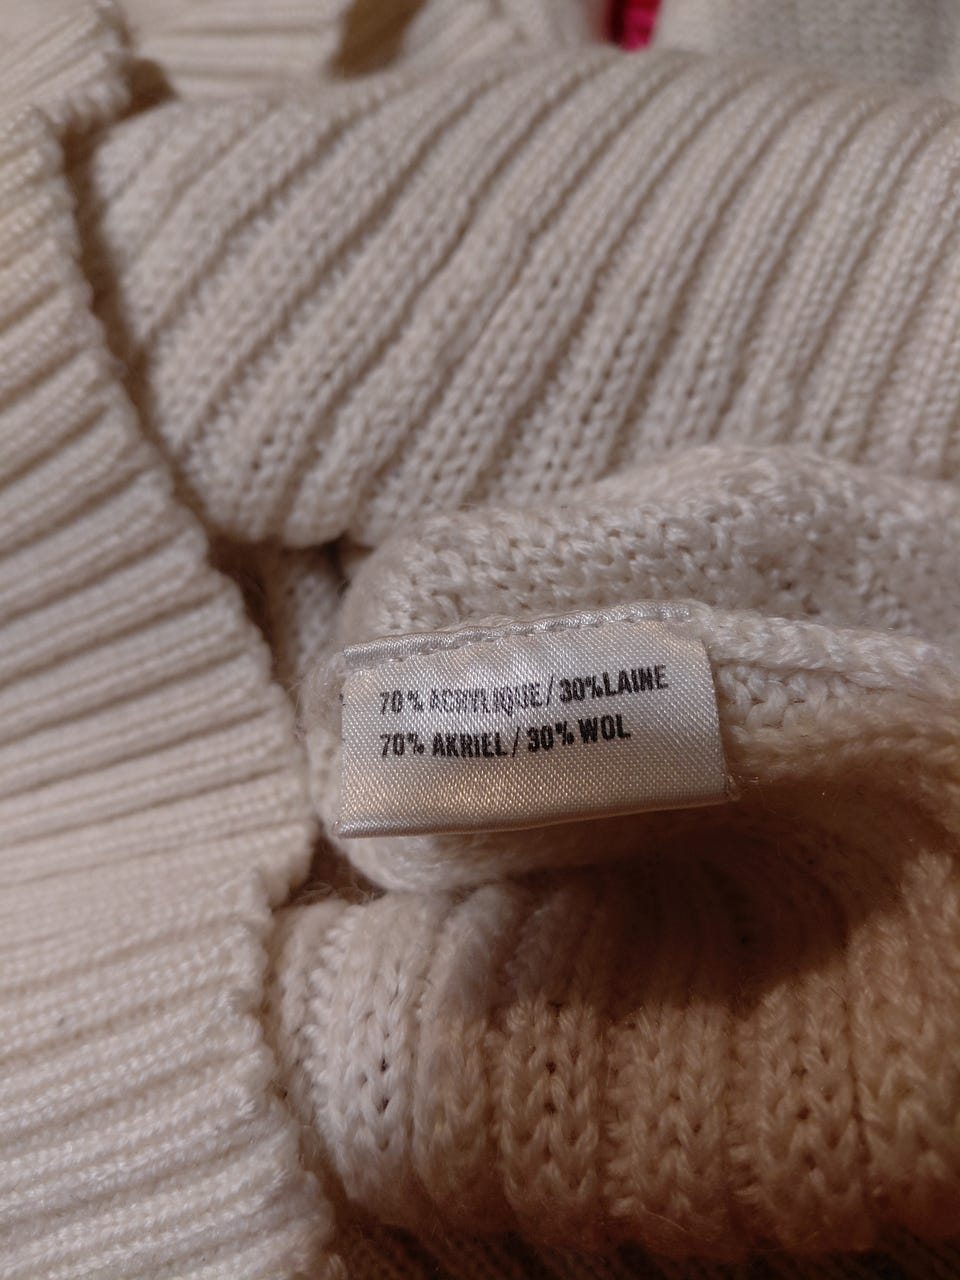 70% ACRYLIQUE/30%LAINE
70% AKRIEL/30% WOL